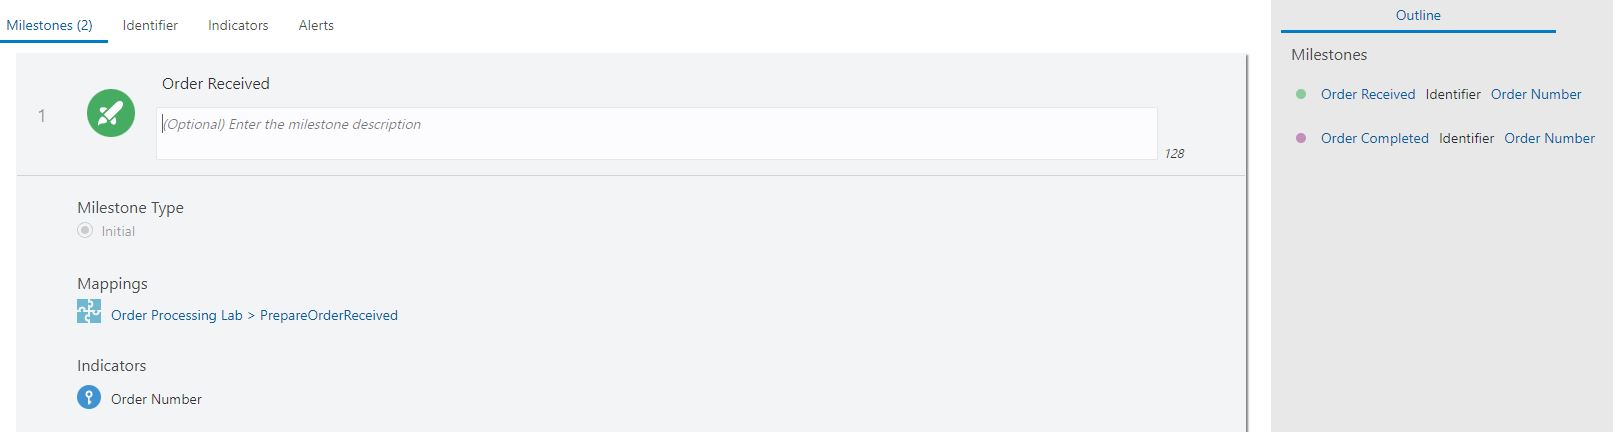 Milestones (2) Identifier Indicators Alerts
1
Order Received
(Optional) Enter the milestone description
128
Milestone Type
Initial
Mappings
Order Processing Lab > PrepareOrderReceived
Indicators
Order Number
Outline
Milestones
Order Received Identifier Order Number
Order Completed Identifier Order Number